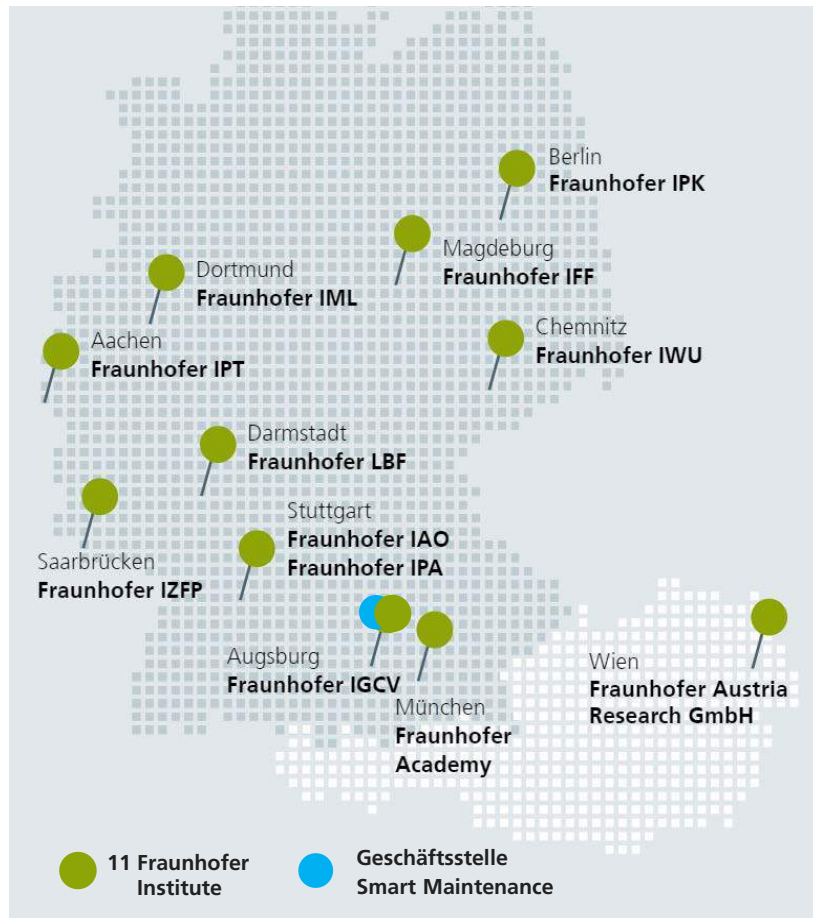 Berlin
Fraunhofer IPK
Magdeburg
Fraunhofer IFF
Dortmund
Fraunhofer IML
Chemnitz
Fraunhofer IWU
Aachen
Fraunhofer IPT
Darmstadt
Fraunhofer LBF
Stuttgart
Fraunhofer IAO
Fraunhofer IPA
Saarbrücken
Fraunhofer IZFP
Augsburg
Fraunhofer IGCV
München
Fraunhofer
Academy
Wien
Fraunhofer Austria
Research GmbH
11 Fraunhofer
Institute
Geschäftsstelle
Smart Maintenance